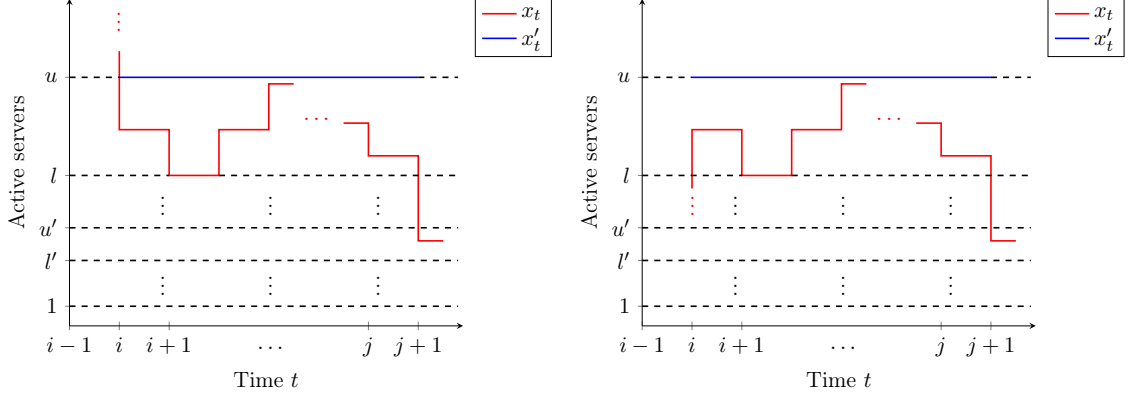 x_t
x'_t
u
l
u'
l'
1
Active servers
i − 1 i i + 1 ... j j + 1
Time t
x_t
x'_t
u
l
u'
l'
1
Active servers
i − 1 i i + 1 ... j j + 1
Time t